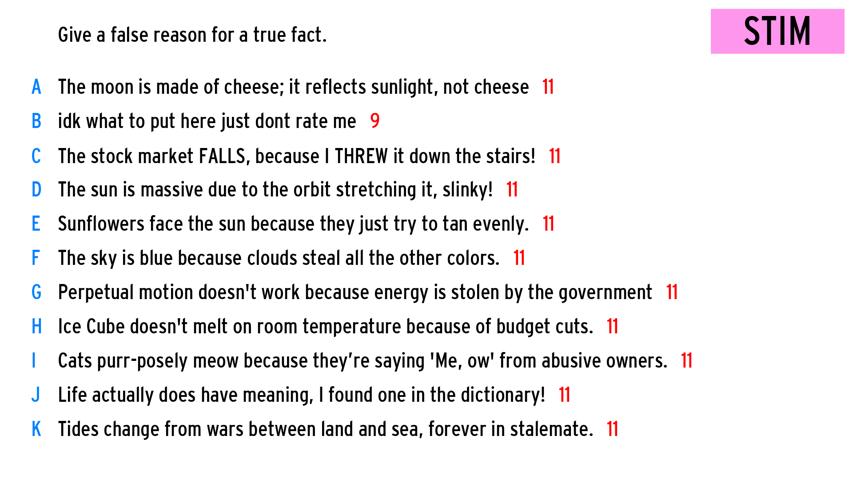 Give a false reason for a true fact.
STIM
A The moon is made of cheese; it reflects sunlight, not cheese 11
B idk what to put here just dont rate me 9
C The stock market FALLS, because I THREW it down the stairs! 11
D The sun is massive due to the orbit stretching it, slinky! 11
E Sunflowers face the sun because they just try to tan evenly. 11
F The sky is blue because clouds steal all the other colors. 11
G Perpetual motion doesn't work because energy is stolen by the government 11
H Ice Cube doesn't melt on room temperature because of budget cuts. 11
I Cats purr-posely meow because they’re saying 'Me, ow' from abusive owners. 11
J Life actually does have meaning, I found one in the dictionary! 11
K Tides change from wars between land and sea, forever in stalemate. 11